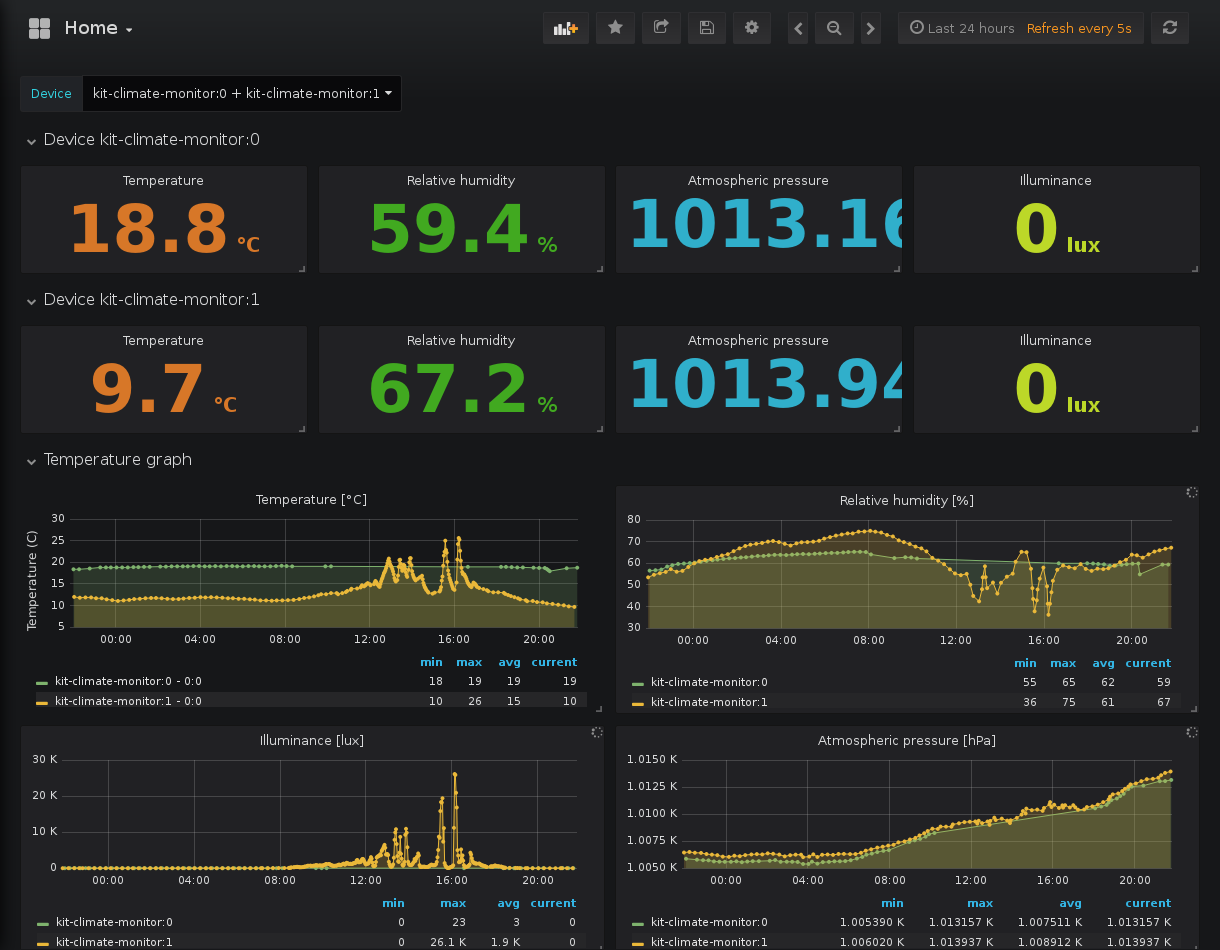 Home
Last 24 hours Refresh every 5s
Device kit-climate-monitor:0 + kit-climate-monitor:1
Device kit-climate-monitor:0
Temperature Relative humidity Atmospheric pressure Illuminance
18.8 °C 59.4 % 1013.16 0 lux
Device kit-climate-monitor:1
Temperature Relative humidity Atmospheric pressure Illuminance
9.7 °C 67.2 % 1013.94 0 lux
Temperature graph
Temperature [°C]
Temperature (C)
30
25
20
15
10
5
00:00 04:00 08:00 12:00 16:00 20:00
min max avg current
kit-climate-monitor:0 - 0:0 18 19 19 19
kit-climate-monitor:1 - 0:0 10 26 15 10
Relative humidity [%]
80
70
60
50
40
30
00:00 04:00 08:00 12:00 16:00 20:00
min max avg current
kit-climate-monitor:0 55 65 62 59
kit-climate-monitor:1 36 75 61 67
Illuminance [lux]
30 K
20 K
10 K
0
00:00 04:00 08:00 12:00 16:00 20:00
min max avg current
kit-climate-monitor:0 0 23 3 0
kit-climate-monitor:1 0 26.1 K 1.9 K 0
Atmospheric pressure [hPa]
1.0150 K
1.0125 K
1.0100 K
1.0075 K
1.0050 K
00:00 04:00 08:00 12:00 16:00 20:00
min max avg current
kit-climate-monitor:0 1.005390 K 1.013157 K 1.007511 K 1.013157 K
kit-climate-monitor:1 1.006020 K 1.013937 K 1.008912 K 1.013937 K